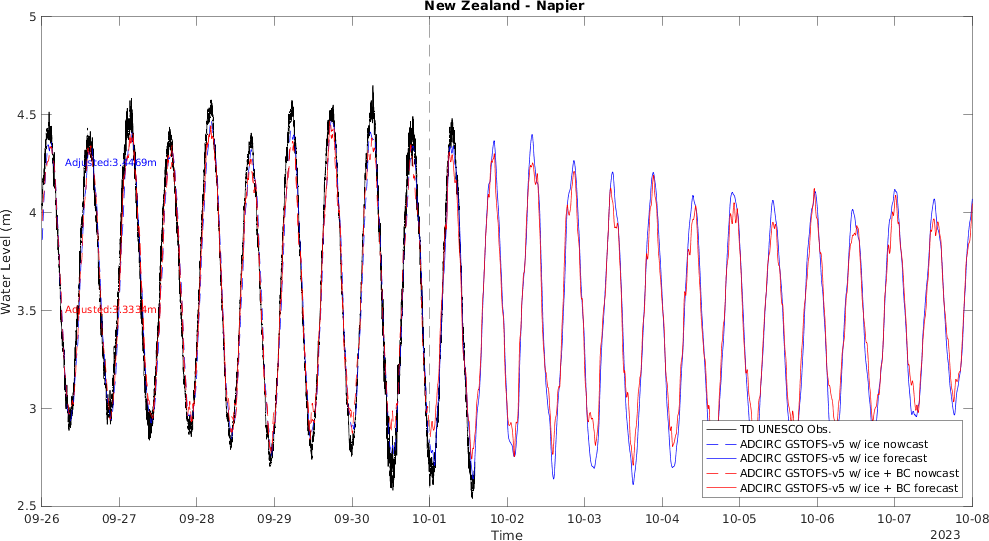 New Zealand - Napier
Water Level (m)
5
4.5
4
3.5
3
2.5
Adjusted:3.4469m
Adjusted:3.3334m
TD UNESCO Obs.
ADCIRC GSTOFS-v5 w/ ice nowcast
ADCIRC GSTOFS-v5 w/ ice forecast
ADCIRC GSTOFS-v5 w/ ice + BC nowcast
ADCIRC GSTOFS-v5 w/ ice + BC forecast
09-26 09-27 09-28 09-29 09-30 10-01 10-02 10-03 10-04 10-05 10-06 10-07 10-08
Time
2023